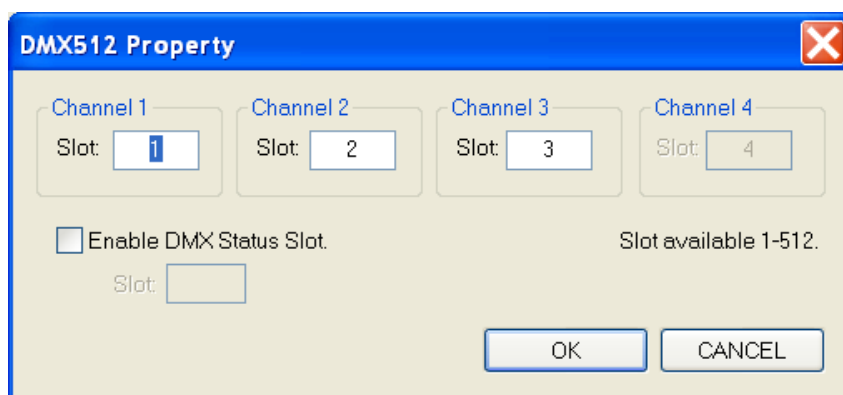 DMX512 Property
Channel 1 Channel 2 Channel 3 Channel 4
Slot: 1 Slot: 2 Slot: 3 Slot: 4
Enable DMX Status Slot. Slot available 1-512.
Slot:
OK CANCEL